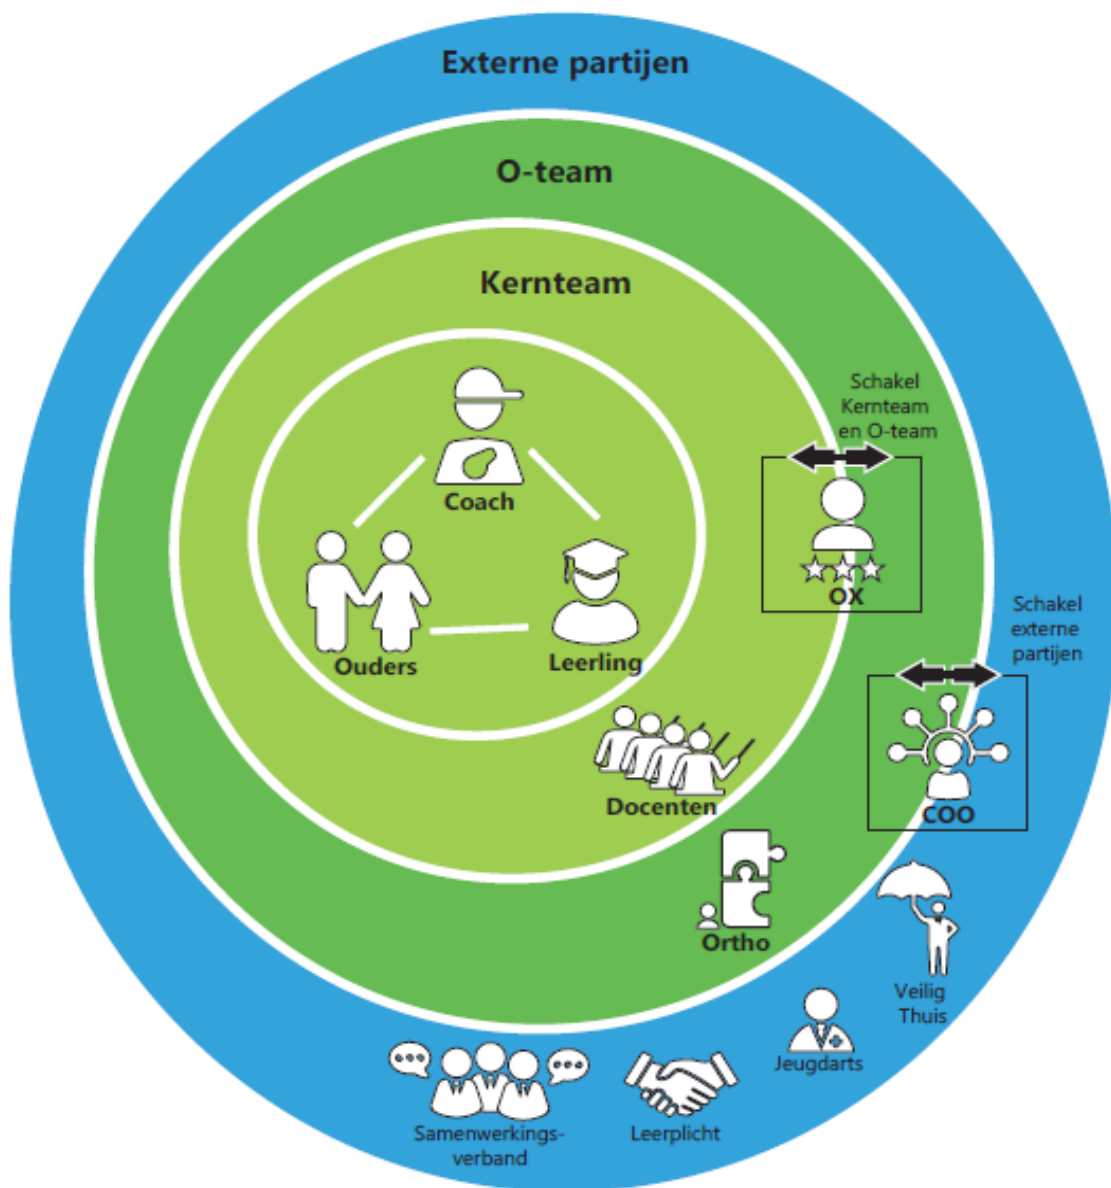 Externe partijen
O-team
Kernteam
Schakel
Kernteam
en O-team
Coach
OX
Schakel
externe
partijen
Ouders
Leerling
Docenten
COO
Ortho
Veilig
Thuis
Jeugdarts
Samenwerkings-
verband
Leerplicht